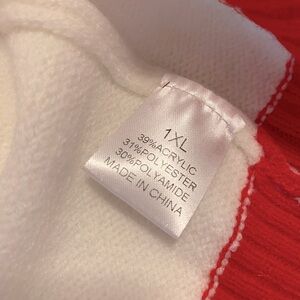 1XL
39%ACRYLIC
31%POLYESTER
30%POLYAMIDE
MADE IN CHINA